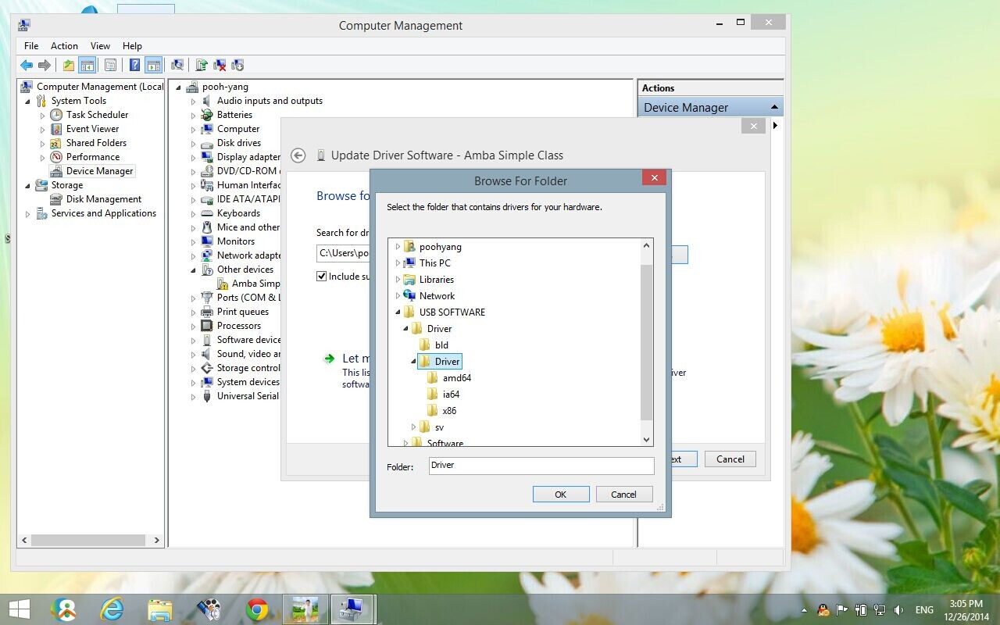 Computer Management
File Action View Help
Computer Management (Local
System Tools
Task Scheduler
Event Viewer
Shared Folders
Performance
Device Manager
Storage
Disk Management
Services and Applications
pooh-yang
Audio inputs and outputs
Batteries
Computer
Disk drives
Display adapter
DVD/CD-ROM
Human Interfac
IDE ATA/ATAPI
Keyboards
Mice and other
Monitors
Network adapte
Other devices
Amba Simp
Ports (COM & L
Print queues
Processors
Software device
Sound, video an
Storage control
System devices
Universal Serial
Actions
Device Manager
Update Driver Software - Amba Simple Class
Browse fo
Search for dr
C:\Users\po
Include su
Let m
This lis
softwa
iver
ext
Cancel
Browse For Folder
Select the folder that contains drivers for your hardware.
poohyang
This PC
Libraries
Network
USB SOFTWARE
Driver
bld
Driver
amd64
ia64
x86
sv
Software
Folder: Driver
OK Cancel
ENG
3:05 PM
12/26/2014